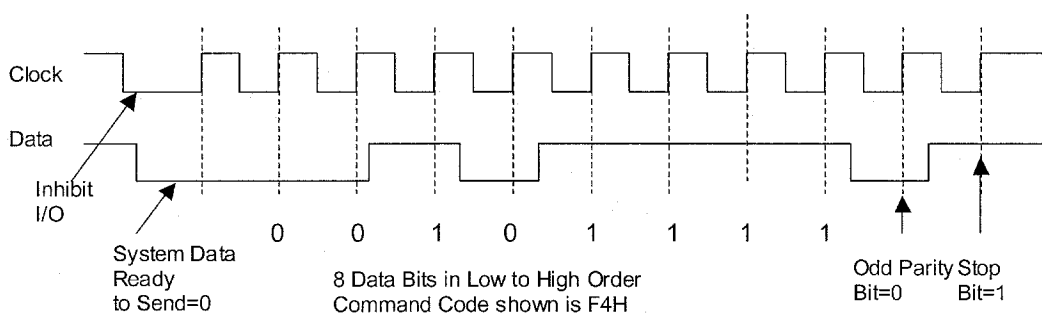 Clock
Data
Inhibit
I/O
0 0 1 0 1 1 1 1
System Data
Ready
to Send=0
8 Data Bits in Low to High Order
Command Code shown is F4H
Odd Parity
Bit=0
Stop
Bit=1